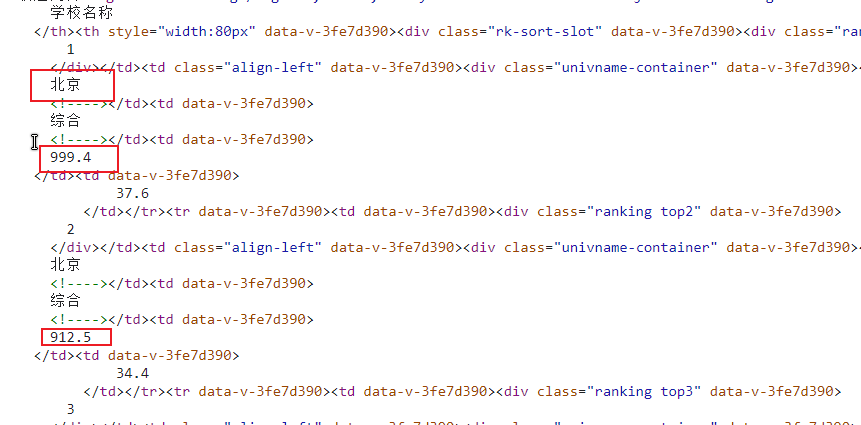 学校名称
</th><th style="width:80px" data-v-3fe7d390><div class="rk-sort-slot" data-v-3fe7d390><div class="ran
1
</div></td><td class="align-left" data-v-3fe7d390><div class="univname-container" data-v-3fe7d390><
北京
<!----></td><td data-v-3fe7d390>
综合
<!----></td><td data-v-3fe7d390>
999.4
</td><td data-v-3fe7d390>
37.6
</td></tr><tr data-v-3fe7d390><td data-v-3fe7d390><div class="ranking top2" data-v-3fe7d390>
2
</div></td><td class="align-left" data-v-3fe7d390><div class="univname-container" data-v-3fe7d390><
北京
<!----></td><td data-v-3fe7d390>
综合
<!----></td><td data-v-3fe7d390>
912.5
</td><td data-v-3fe7d390>
34.4
</td></tr><tr data-v-3fe7d390><td data-v-3fe7d390><div class="ranking top3" data-v-3fe7d390>
3